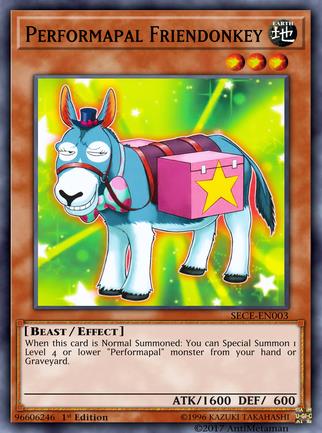 PERFORMAPAL FRIENDONKEY
EARTH
地
SECE-EN003
[BEAST / EFFECT]
When this card is Normal Summoned: You can Special Summon 1
Level 4 or lower "Performapal" monster from your hand or
Graveyard.
ATK/1600 DEF/ 600
96606246 1st Edition ©1996 KAZUKI TAKAHASHI
©2017 AntiMetaman